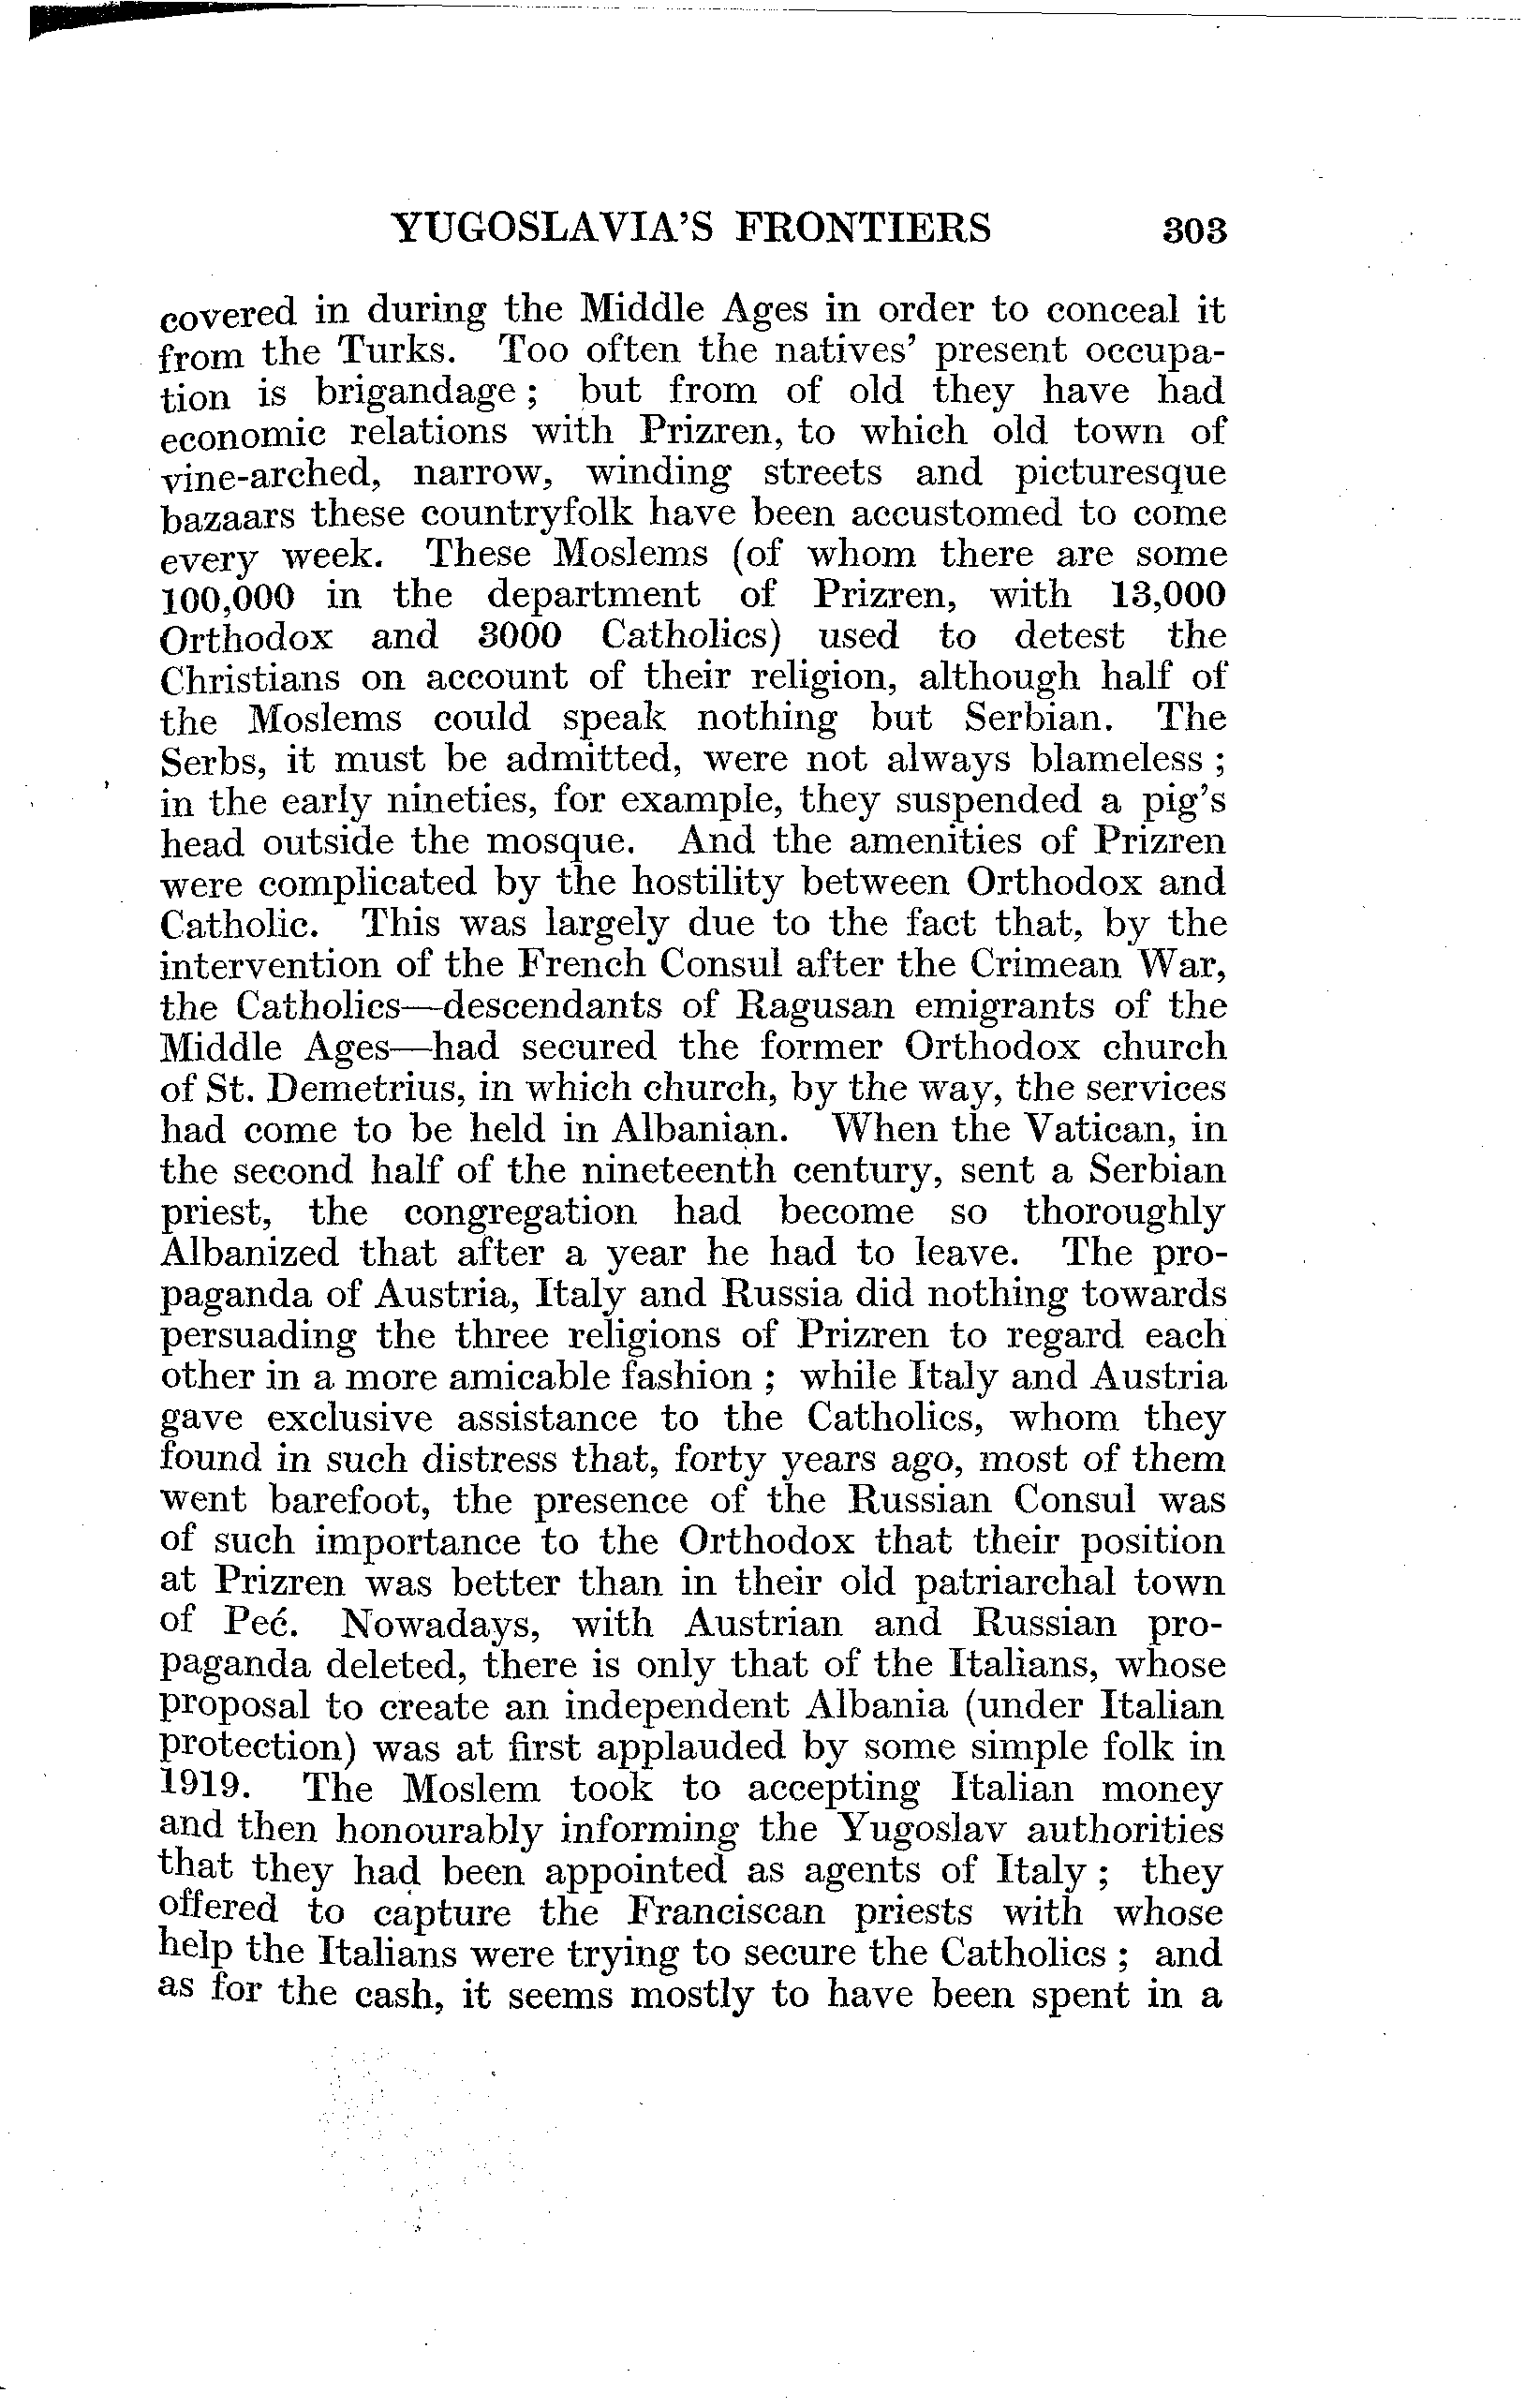 YUGOSLAVIA'S FRONTIERS 303
covered in during the Middle Ages in order to conceal it
from the Turks. Too often the natives' present occupa-
tion is brigandage ; but from of old they have had
economic relations with Prizren, to which old town of
vine-arched, narrow, winding streets and picturesque
bazaars these countryfolk have been accustomed to come
every week. These Moslems (of whom there are some
100,000 in the department of Prizren, with 13,000
Orthodox and 3000 Catholics) used to detest the
Christians on account of their religion, although half of
the Moslems could speak nothing but Serbian. The
Serbs, it must be admitted, were not always blameless ;
in the early nineties, for example, they suspended a pig's
head outside the mosque. And the amenities of Prizren
were complicated by the hostility between Orthodox and
Catholic. This was largely due to the fact that, by the
intervention of the French Consul after the Crimean War,
the Catholics—descendants of Ragusan emigrants of the
Middle Ages—had secured the former Orthodox church
of St. Demetrius, in which church, by the way, the services
had come to be held in Albanian. When the Vatican, in
the second half of the nineteenth century, sent a Serbian
priest, the congregation had become so thoroughly
Albanized that after a year he had to leave. The pro-
paganda of Austria, Italy and Russia did nothing towards
persuading the three religions of Prizren to regard each
other in a more amicable fashion ; while Italy and Austria
gave exclusive assistance to the Catholics, whom they
found in such distress that, forty years ago, most of them
went barefoot, the presence of the Russian Consul was
of such importance to the Orthodox that their position
at Prizren was better than in their old patriarchal town
of Peć. Nowadays, with Austrian and Russian pro-
paganda deleted, there is only that of the Italians, whose
proposal to create an independent Albania (under Italian
protection) was at first applauded by some simple folk in
1919. The Moslem took to accepting Italian money
and then honourably informing the Yugoslav authorities
that they had been appointed as agents of Italy ; they
offered to capture the Franciscan priests with whose
help the Italians were trying to secure the Catholics ; and
as for the cash, it seems mostly to have been spent in a